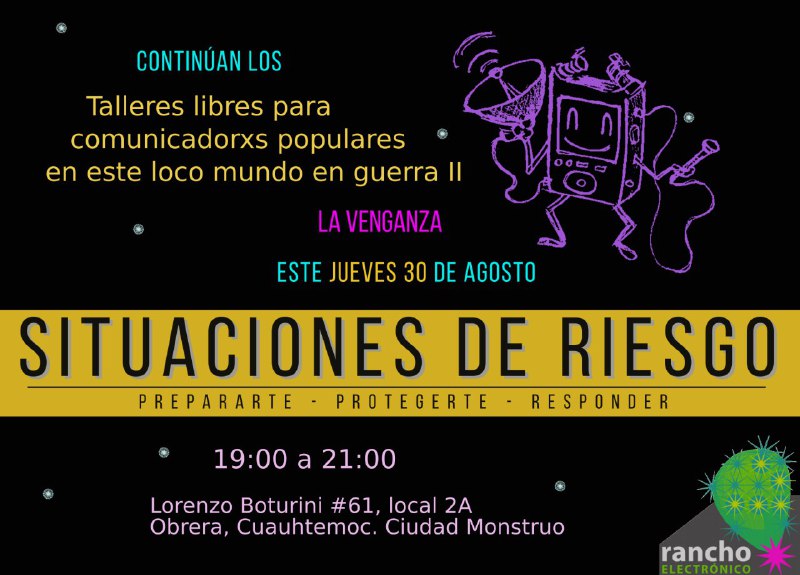 CONTINÚAN LOS
Talleres libres para
comunicadorxs populares
en este loco mundo en guerra II
LA VENGANZA
ESTE JUEVES 30 DE AGOSTO
SITUACIONES DE RIESGO
PREPARARTE - PROTEGERTE - RESPONDER
19:00 a 21:00
Lorenzo Boturini #61, local 2A
Obrera, Cuauhtemoc. Ciudad Monstruo
rancho
ELECTRÓNICO